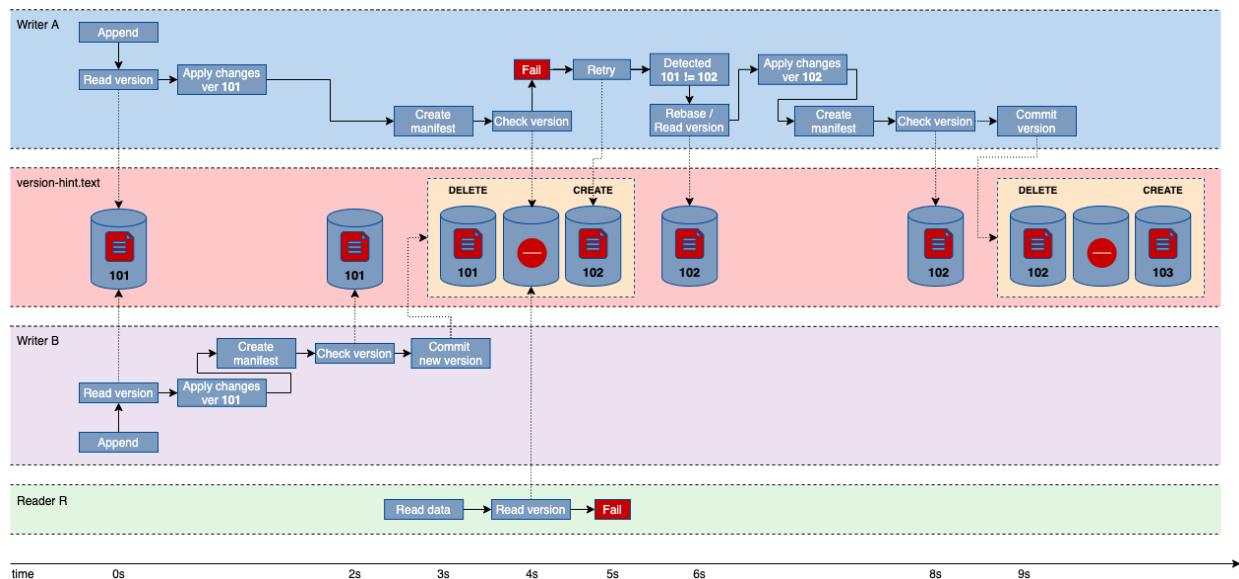 Writer A
Append
Read version
Apply changes
ver 101
Create
manifest
Check version
Fail
Retry
Detected
101 != 102
Rebase /
Read version
Apply changes
ver 102
Create
manifest
Check version
Commit
version
version-hint.text
101
101
DELETE
CREATE
101
102
102
102
DELETE
CREATE
102
103
Writer B
Create
manifest
Check version
Commit
new version
Read version
Apply changes
ver 101
Append
Reader R
Read data
Read version
Fail
time
0s
2s
3s
4s
5s
6s
8s
9s